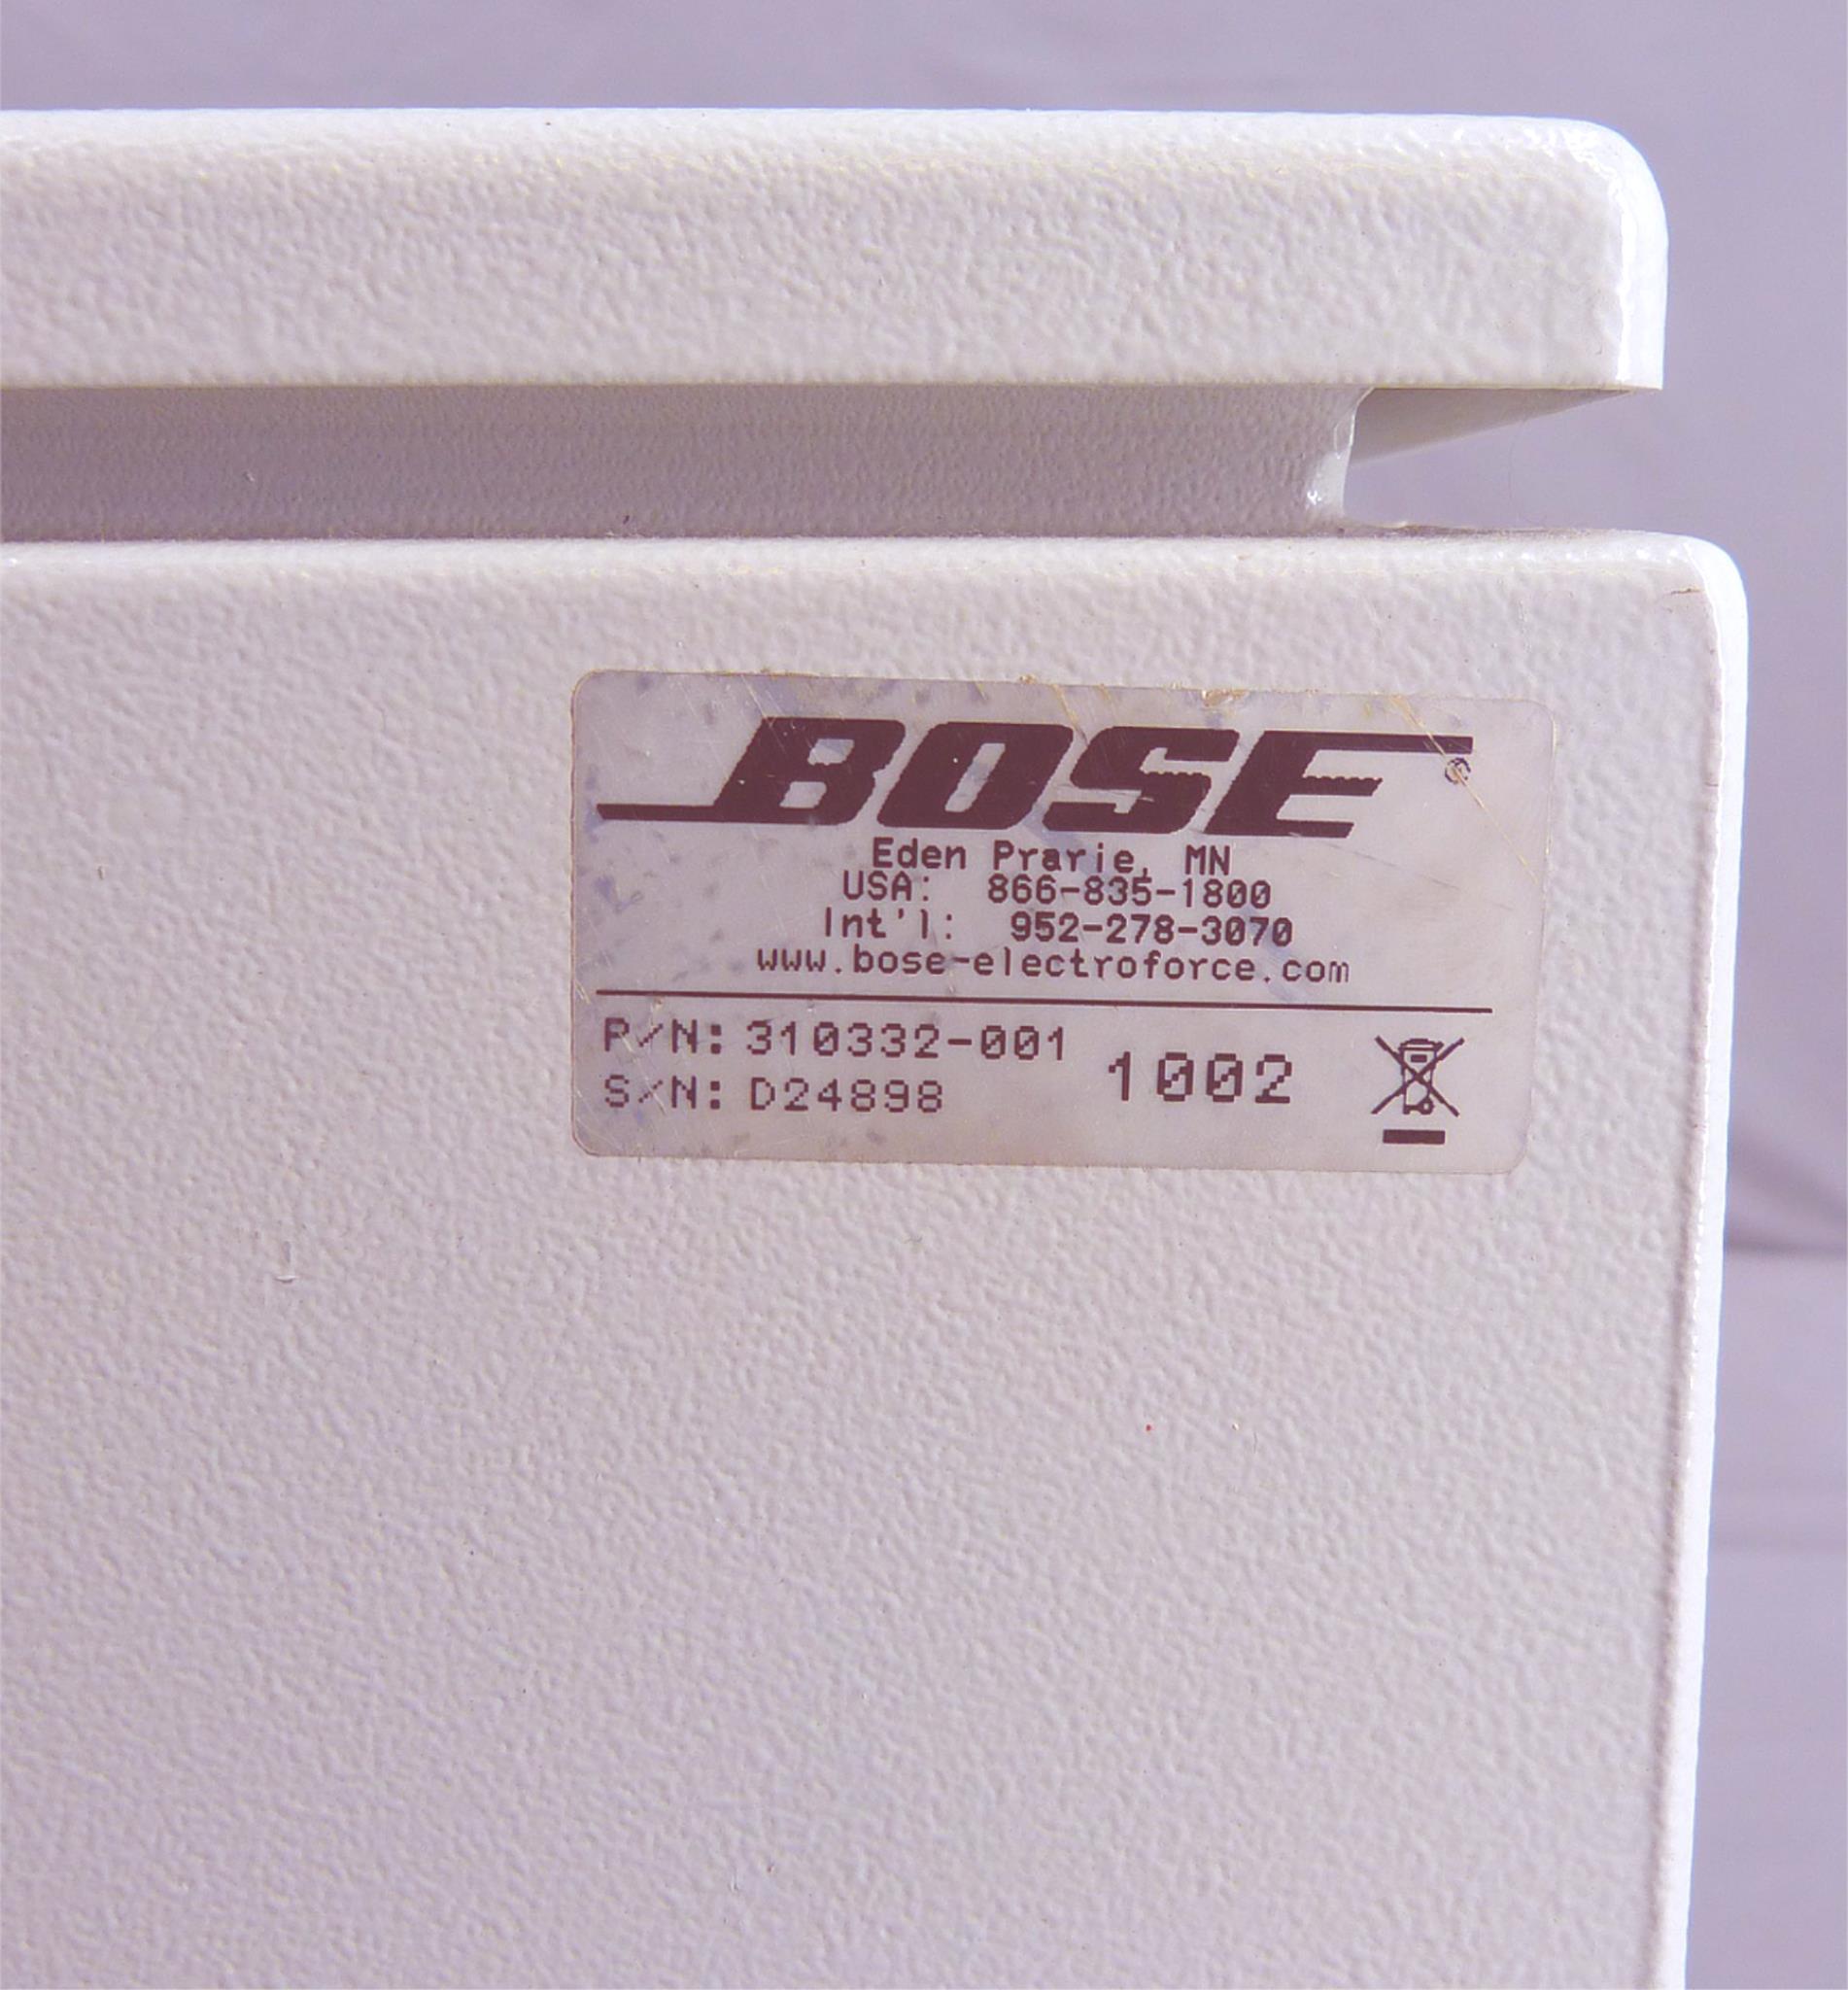 BOSE®
Eden Prarie, MN
USA: 866-835-1800
Int'l: 952-278-3070
www.bose-electroforce.com
P/N: 310332-001
S/N: D24898
1002